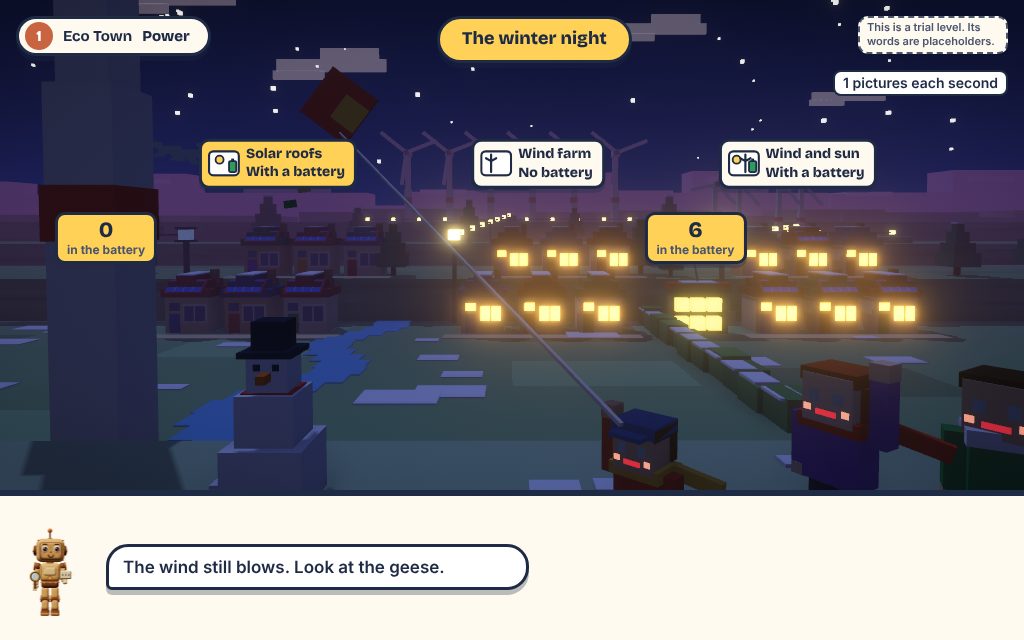 1 Eco Town Power
The winter night
This is a trial level. Its
words are placeholders.
1 pictures each second
Solar roofs
With a battery
Wind farm
No battery
Wind and sun
With a battery
0
in the battery
6
in the battery
The wind still blows. Look at the geese.